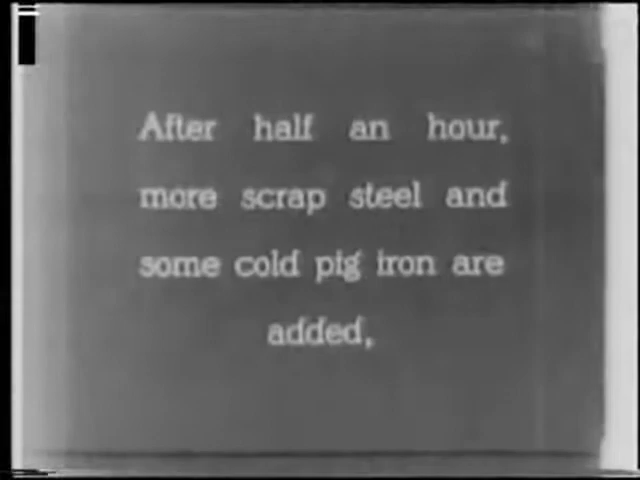 After half an hour,
more scrap steel and
some cold pig iron are
added,